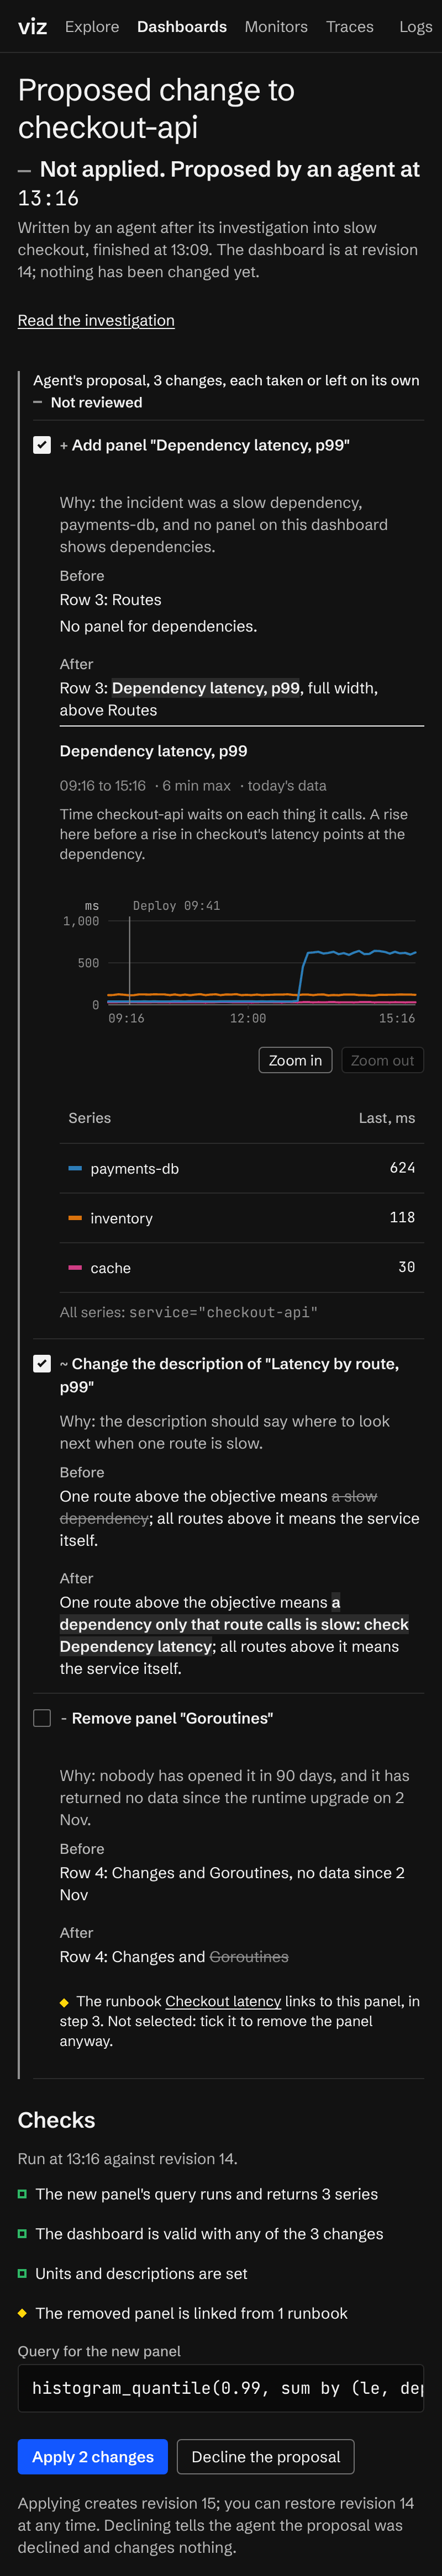 viz Explore Dashboards Monitors Traces Logs
Proposed change to
checkout-api
— Not applied. Proposed by an agent at
13:16
Written by an agent after its investigation into slow
checkout, finished at 13:09. The dashboard is at revision
14; nothing has been changed yet.
Read the investigation
Agent's proposal, 3 changes, each taken or left on its own
— Not reviewed
+ Add panel "Dependency latency, p99"
Why: the incident was a slow dependency,
payments-db, and no panel on this dashboard
shows dependencies.
Before
Row 3: Routes
No panel for dependencies.
After
Row 3: Dependency latency, p99, full width,
above Routes
Dependency latency, p99
09:16 to 15:16 · 6 min max · today's data
Time checkout-api waits on each thing it calls. A rise
here before a rise in checkout's latency points at the
dependency.
ms Deploy 09:41
1,000
500
0
09:16 12:00 15:16
Zoom in Zoom out
Series Last, ms
payments-db 624
inventory 118
cache 30
All series: service="checkout-api"
~ Change the description of "Latency by route,
p99"
Why: the description should say where to look
next when one route is slow.
Before
One route above the objective means a slow
dependency; all routes above it means the service
itself.
After
One route above the objective means a
dependency only that route calls is slow: check
Dependency latency; all routes above it means
the service itself.
- Remove panel "Goroutines"
Why: nobody has opened it in 90 days, and it has
returned no data since the runtime upgrade on 2
Nov.
Before
Row 4: Changes and Goroutines, no data since 2
Nov
After
Row 4: Changes and Goroutines
The runbook Checkout latency links to this panel, in
step 3. Not selected: tick it to remove the panel
anyway.
Checks
Run at 13:16 against revision 14.
The new panel's query runs and returns 3 series
The dashboard is valid with any of the 3 changes
Units and descriptions are set
The removed panel is linked from 1 runbook
Query for the new panel
histogram_quantile(0.99, sum by (le, dep
Apply 2 changes Decline the proposal
Applying creates revision 15; you can restore revision 14
at any time. Declining tells the agent the proposal was
declined and changes nothing.